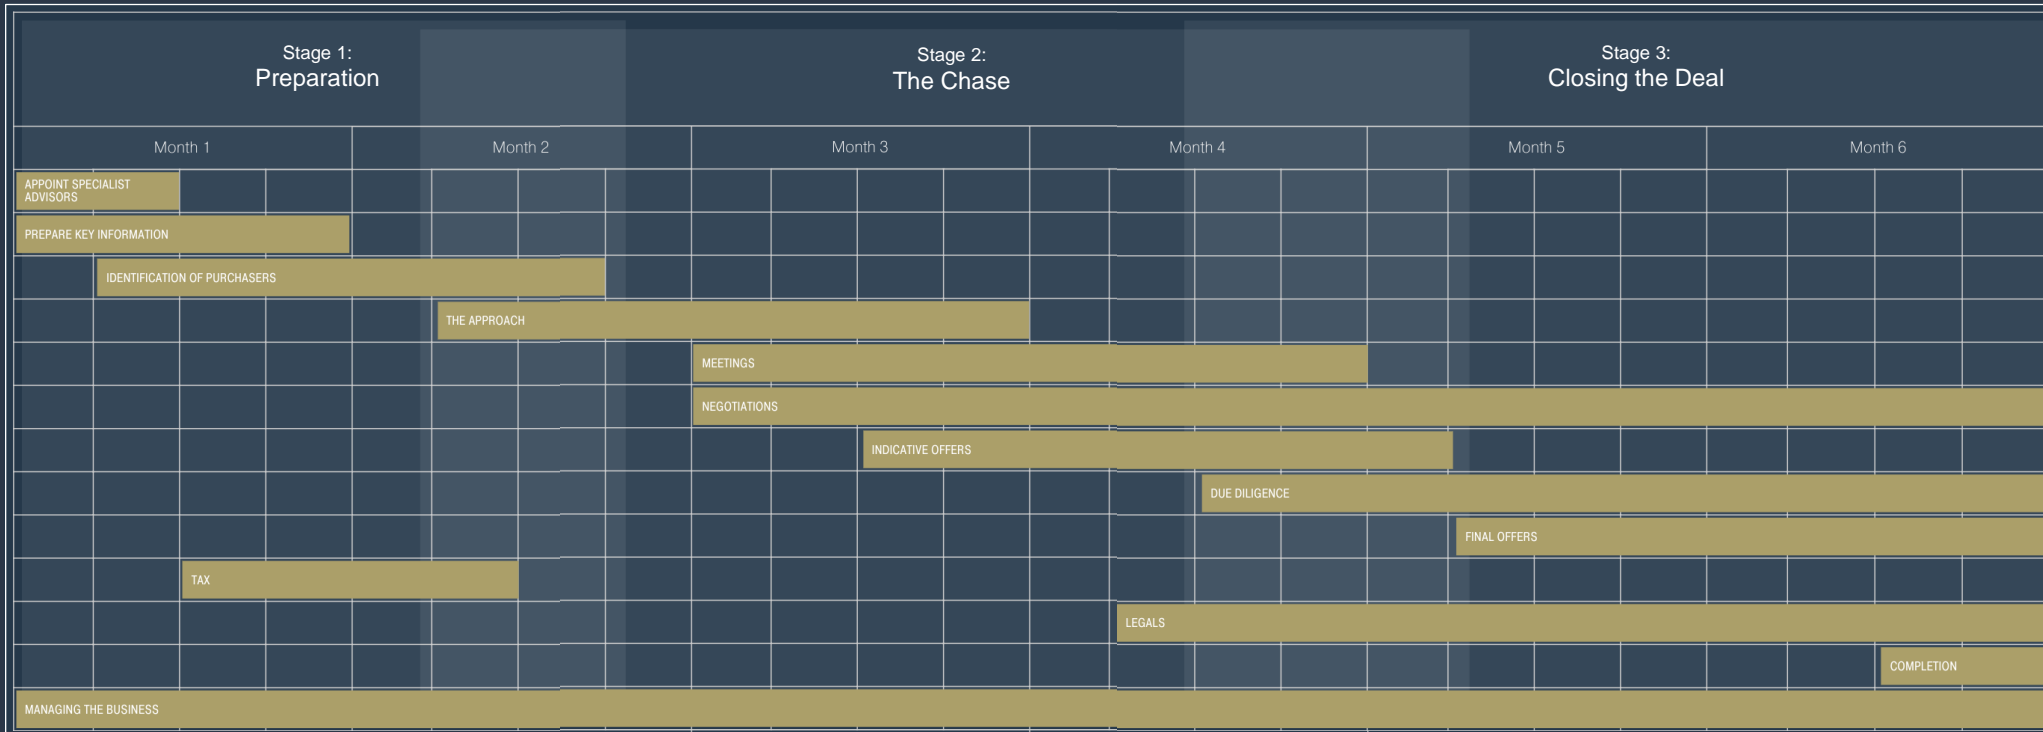 Stage 1:
Preparation
Stage 2:
The Chase
Stage 3:
Closing the Deal
Month 1
Month 2
Month 3
Month 4
Month 5
Month 6
APPOINT SPECIALIST
ADVISORS
PREPARE KEY INFORMATION
IDENTIFICATION OF PURCHASERS
THE APPROACH
MEETINGS
NEGOTIATIONS
INDICATIVE OFFERS
DUE DILIGENCE
FINAL OFFERS
TAX
LEGALS
COMPLETION
MANAGING THE BUSINESS